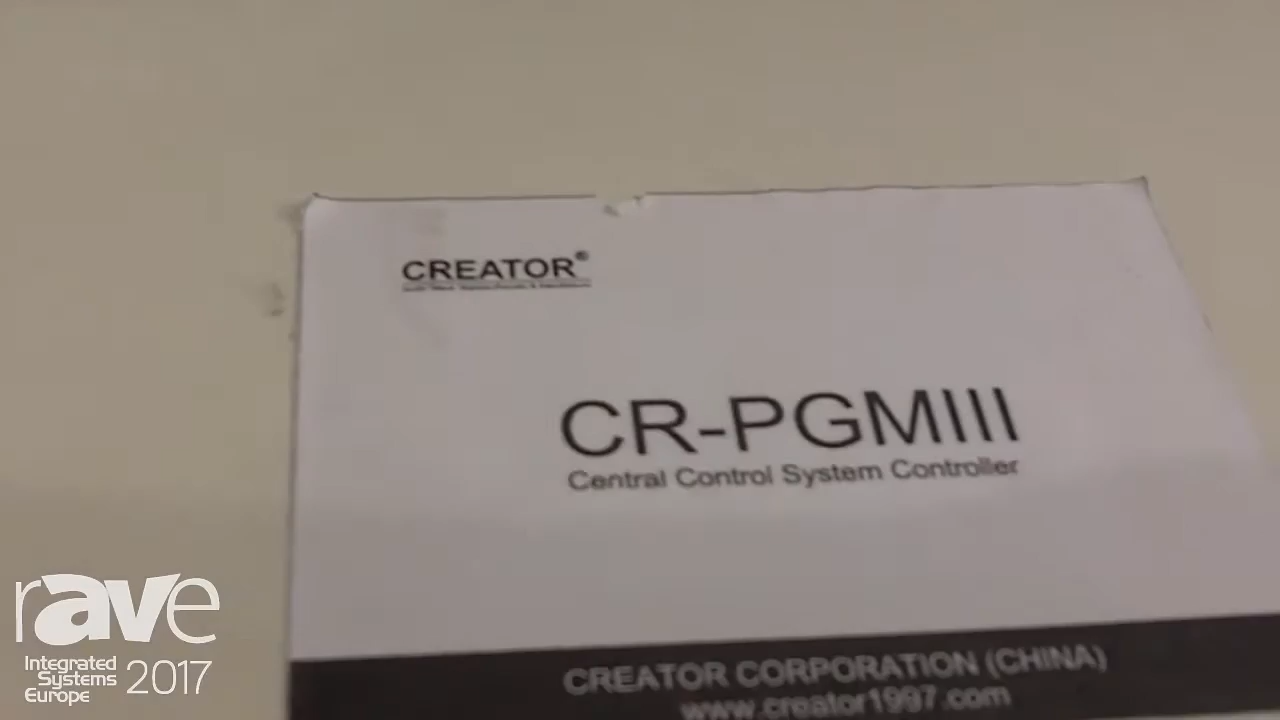 CREATOR®
CR-PGMIII
Central Control System Controller
CREATOR CORPORATION (CHINA)
www.creator1997.com
rave
Integrated
Systems
Europe
2017